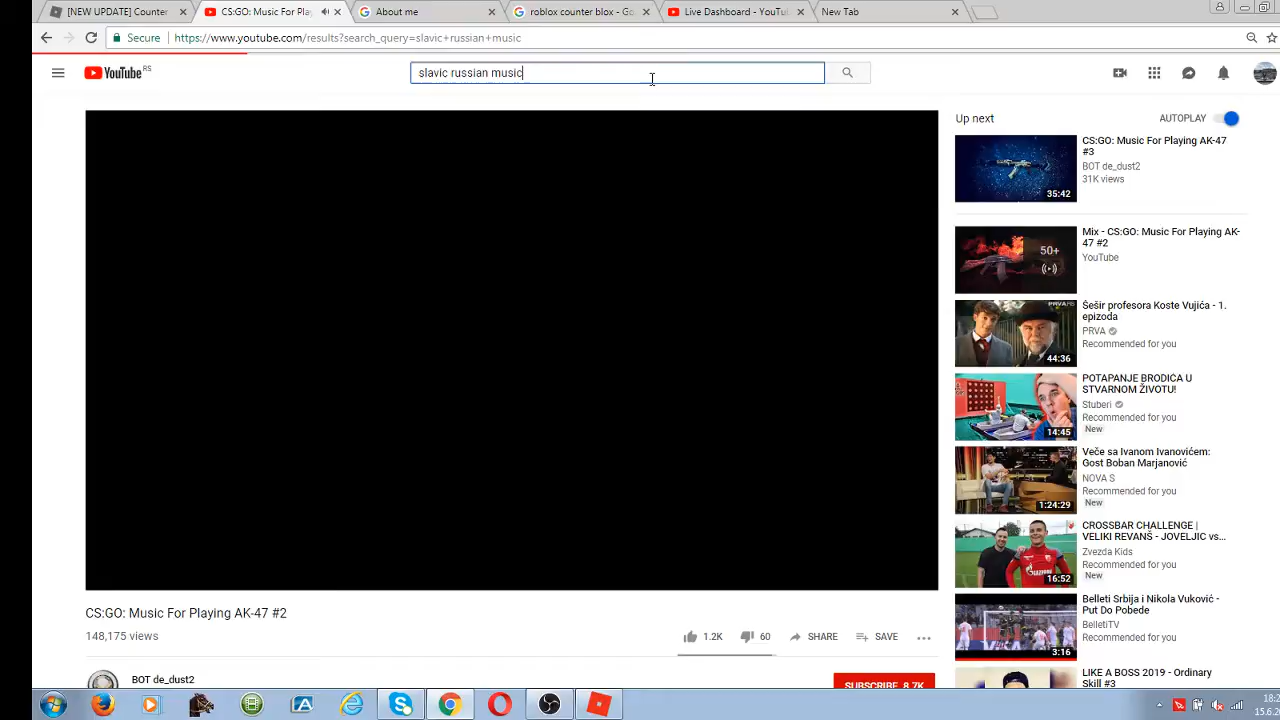 [NEW UPDATE] Counter
CS:GO: Music For Play
About me
roblox counter blox - Go
Live Dashboard - YouTu
New Tab
Secure
https://www.youtube.com/results?search_query=slavic+russian+music
YouTube RS
slavic russian music
Up next
AUTOPLAY
CS:GO: Music For Playing AK-47
#3
BOT de_dust2
31K views
35:42
Mix - CS:GO: Music For Playing AK-
47 #2
YouTube
50+
Šešir profesora Koste Vujića - 1.
epizoda
PRVA
Recommended for you
PRVA.RS
44:36
POTAPANJE BRODIĆA U
STVARNOM ŽIVOTU!
Stuberi
Recommended for you
New
14:45
Veče sa Ivanom Ivanovićem:
Gost Boban Marjanović
NOVA S
Recommended for you
New
1:24:29
CROSSBAR CHALLENGE |
VELIKI REVANŠ - JOVELJIC vs...
Zvezda Kids
Recommended for you
New
16:52
Belleti Srbija i Nikola Vuković -
Put Do Pobede
BelletiTV
Recommended for you
3:16
LIKE A BOSS 2019 - Ordinary
Skill #3
CS:GO: Music For Playing AK-47 #2
148,175 views
1.2K
60
SHARE
SAVE
BOT de_dust2
SUBSCRIBE 8.7K
18:2
15.6.2